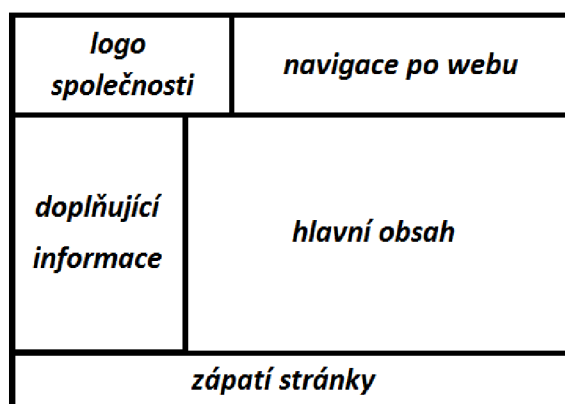 logo
společnosti
navigace po webu
doplňující
informace
hlavní obsah
zápatí stránky